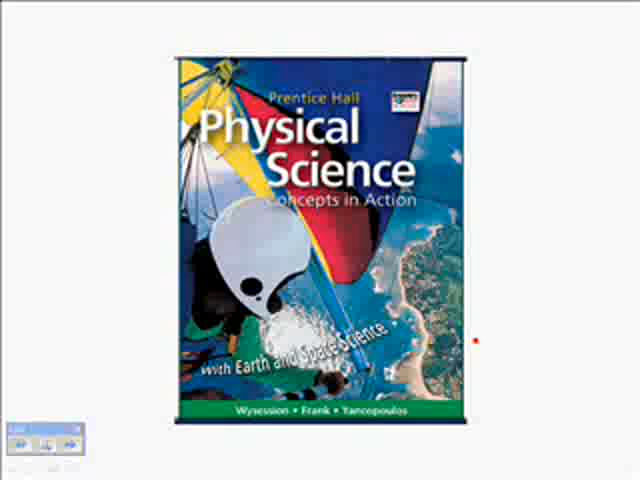 Prentice Hall
Physical
Science
Concepts in Action
with Earth and Space Science
Wysession • Frank • Yancopoulos